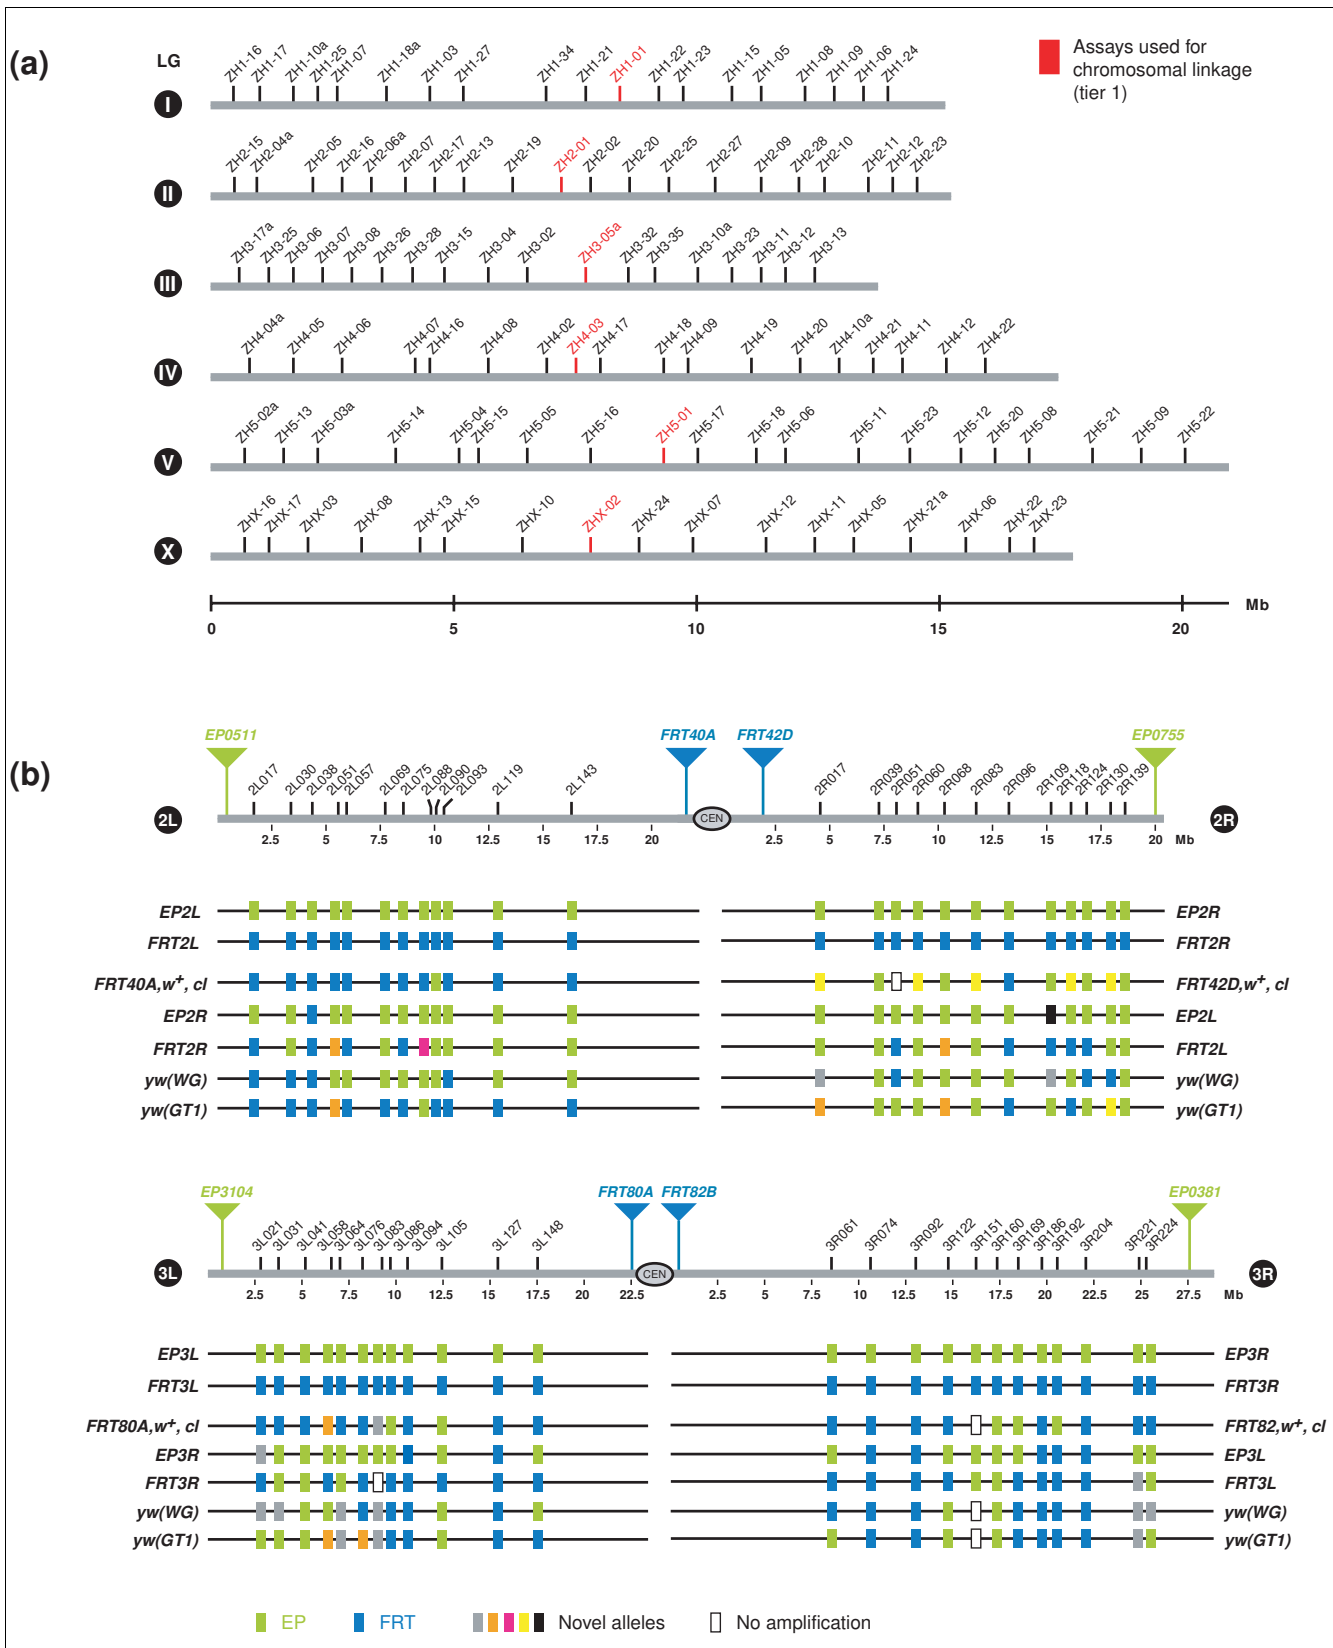 (a)
LG
Assays used for
chromosomal linkage
(tier 1)
ZH1-16 ZH1-17 ZH1-10a ZH1-25 ZH1-07 ZH1-18a ZH1-03 ZH1-27 ZH1-34 ZH1-21 ZH1-01 ZH1-22 ZH1-23 ZH1-15 ZH1-05 ZH1-08 ZH1-09 ZH1-06 ZH1-24
I
ZH2-15 ZH2-04a ZH2-05 ZH2-16 ZH2-06a ZH2-07 ZH2-17 ZH2-13 ZH2-19 ZH2-01 ZH2-02 ZH2-20 ZH2-25 ZH2-27 ZH2-09 ZH2-28 ZH2-10 ZH2-11 ZH2-12 ZH2-23
II
ZH3-17a ZH3-25 ZH3-06 ZH3-07 ZH3-08 ZH3-26 ZH3-28 ZH3-15 ZH3-04 ZH3-02 ZH3-05a ZH3-32 ZH3-35 ZH3-10a ZH3-23 ZH3-11 ZH3-12 ZH3-13
III
ZH4-04a ZH4-05 ZH4-06 ZH4-07 ZH4-16 ZH4-08 ZH4-02 ZH4-03 ZH4-17 ZH4-18 ZH4-09 ZH4-19 ZH4-20 ZH4-10a ZH4-21 ZH4-11 ZH4-12 ZH4-22
IV
ZH5-02a ZH5-13 ZH5-03a ZH5-14 ZH5-04 ZH5-15 ZH5-05 ZH5-16 ZH5-01 ZH5-17 ZH5-18 ZH5-06 ZH5-11 ZH5-23 ZH5-12 ZH5-20 ZH5-08 ZH5-21 ZH5-09 ZH5-22
V
ZHX-16 ZHX-17 ZHX-03 ZHX-08 ZHX-13 ZHX-15 ZHX-10 ZHX-02 ZHX-24 ZHX-07 ZHX-12 ZHX-11 ZHX-05 ZHX-21a ZHX-06 ZHX-22 ZHX-23
X
0 5 10 15 20 Mb
(b)
EP0511 FRT40A FRT42D EP0755
2L017 2L030 2L038 2L051 2L057 2L069 2L075 2L088 2L090 2L093 2L119 2L143 2R017 2R039 2R051 2R060 2R068 2R083 2R096 2R109 2R118 2R124 2R130 2R139
2L CEN 2R
2.5 5 7.5 10 12.5 15 17.5 20 2.5 5 7.5 10 12.5 15 17.5 20 Mb
EP2L EP2R
FRT2L FRT2R
FRT40A,w+, cl FRT42D,w+, cl
EP2R EP2L
FRT2R FRT2L
yw(WG) yw(WG)
yw(GT1) yw(GT1)
EP3104 FRT80A FRT82B EP0381
3L021 3L031 3L041 3L058 3L064 3L076 3L083 3L086 3L094 3L105 3L127 3L148 3R061 3R074 3R092 3R122 3R151 3R160 3R169 3R186 3R192 3R204 3R221 3R224
3L CEN 3R
2.5 5 7.5 10 12.5 15 17.5 20 22.5 2.5 5 7.5 10 12.5 15 17.5 20 22.5 25 27.5 Mb
EP3L EP3R
FRT3L FRT3R
FRT80A,w+, cl FRT82,w+, cl
EP3R EP3L
FRT3R FRT3L
yw(WG) yw(WG)
yw(GT1) yw(GT1)
EP FRT Novel alleles No amplification